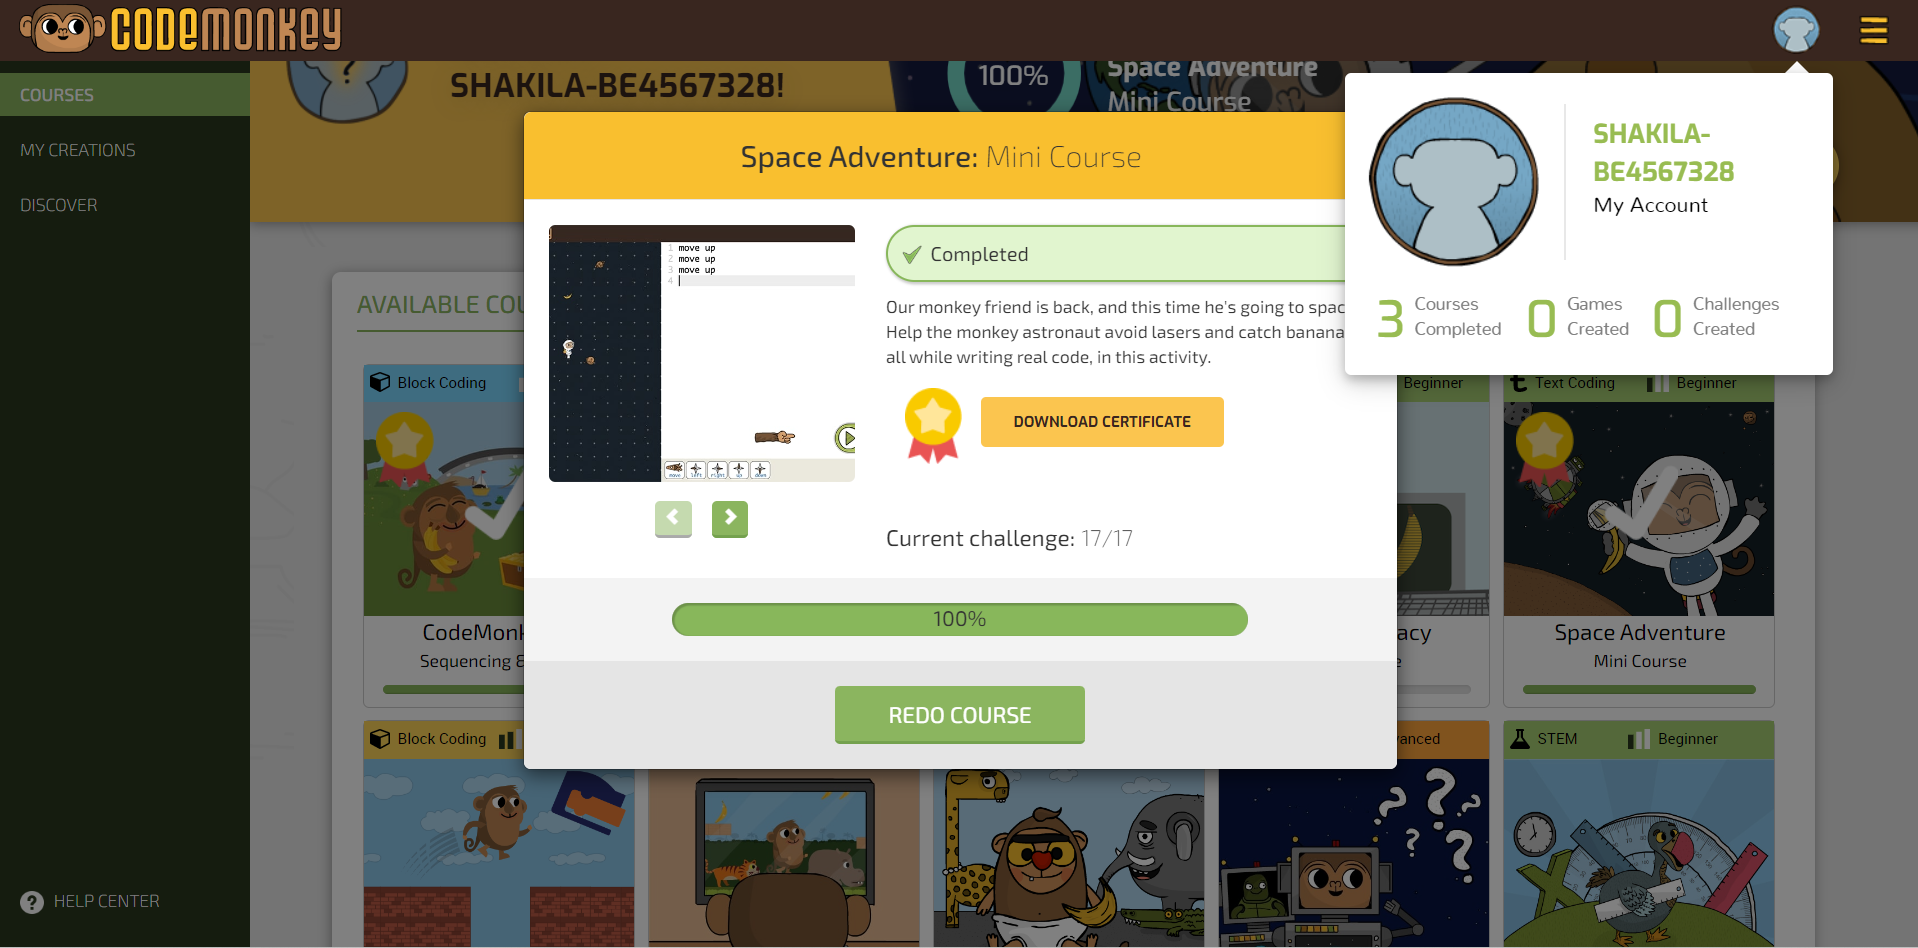 CODEMONKEY
COURSES
MY CREATIONS
DISCOVER
HELP CENTER
SHAKILA-BE4567328!
100%
Space Adventure
Mini Course
SHAKILA-
BE4567328
My Account
3 Courses Completed
0 Games Created
0 Challenges Created
AVAILABLE COU
Space Adventure: Mini Course
1 move up
2 move up
3 move up
4
move left right up down
Completed
Our monkey friend is back, and this time he's going to spac
Help the monkey astronaut avoid lasers and catch banana
all while writing real code, in this activity.
DOWNLOAD CERTIFICATE
Current challenge: 17/17
100%
REDO COURSE
Block Coding
Beginner
Text Coding
Beginner
CodeMonk
Sequencing &
acy
Space Adventure
Mini Course
Block Coding
anced
STEM
Beginner